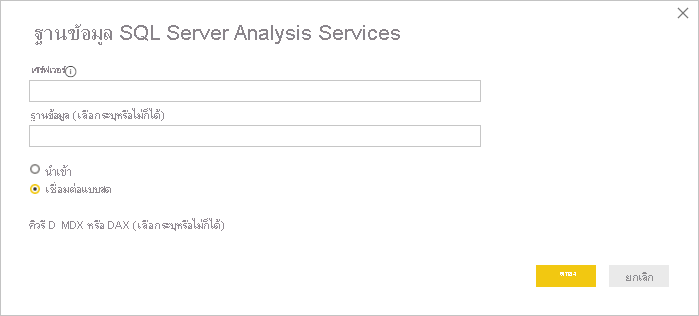 ฐานข้อมูล SQL Server Analysis Services
เซิร์ฟเวอร์
ฐานข้อมูล (เลือกระบุหรือไม่ก็ได้)
นำเข้า
เชื่อมต่อแบบสด
คิวรี D MDX หรือ DAX (เลือกระบุหรือไม่ก็ได้)
ตกลง
ยกเลิก